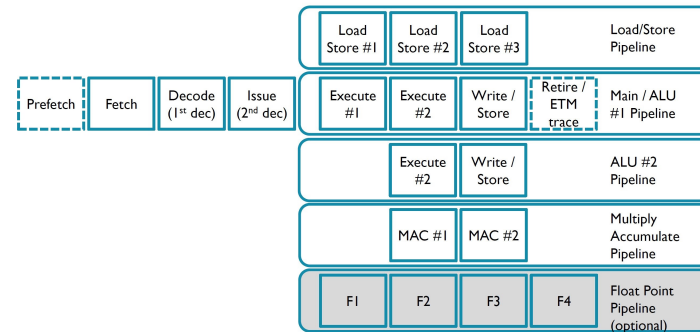 Load
Store #1
Load
Store #2
Load
Store #3
Load/Store
Pipeline
Prefetch
Fetch
Decode
(1st dec)
Issue
(2nd dec)
Execute
#1
Execute
#2
Write /
Store
Retire /
ETM
trace
Main / ALU
#1 Pipeline
Execute
#2
Write /
Store
ALU #2
Pipeline
MAC #1
MAC #2
Multiply
Accumulate
Pipeline
F1
F2
F3
F4
Float Point
Pipeline
(optional)